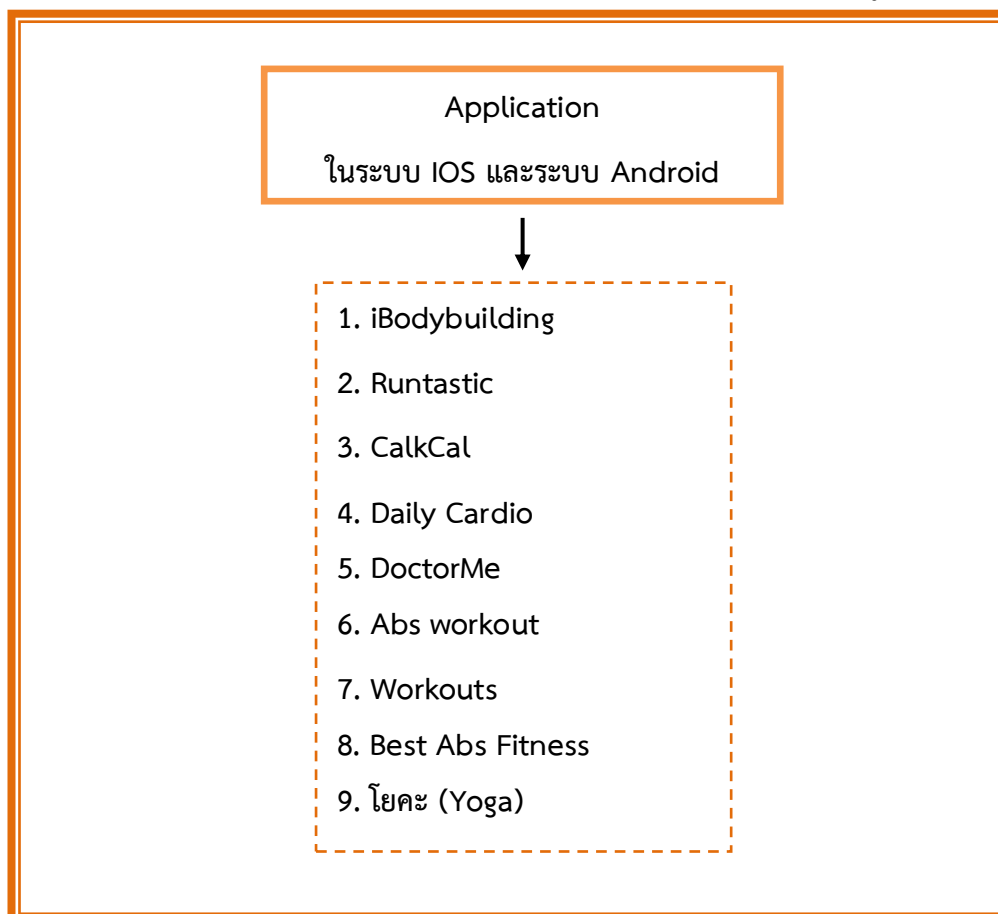 Application
ในระบบ IOS และระบบ Android
1. iBodybuilding
2. Runtastic
3. CalkCal
4. Daily Cardio
5. DoctorMe
6. Abs workout
7. Workouts
8. Best Abs Fitness
9. โยคะ (Yoga)